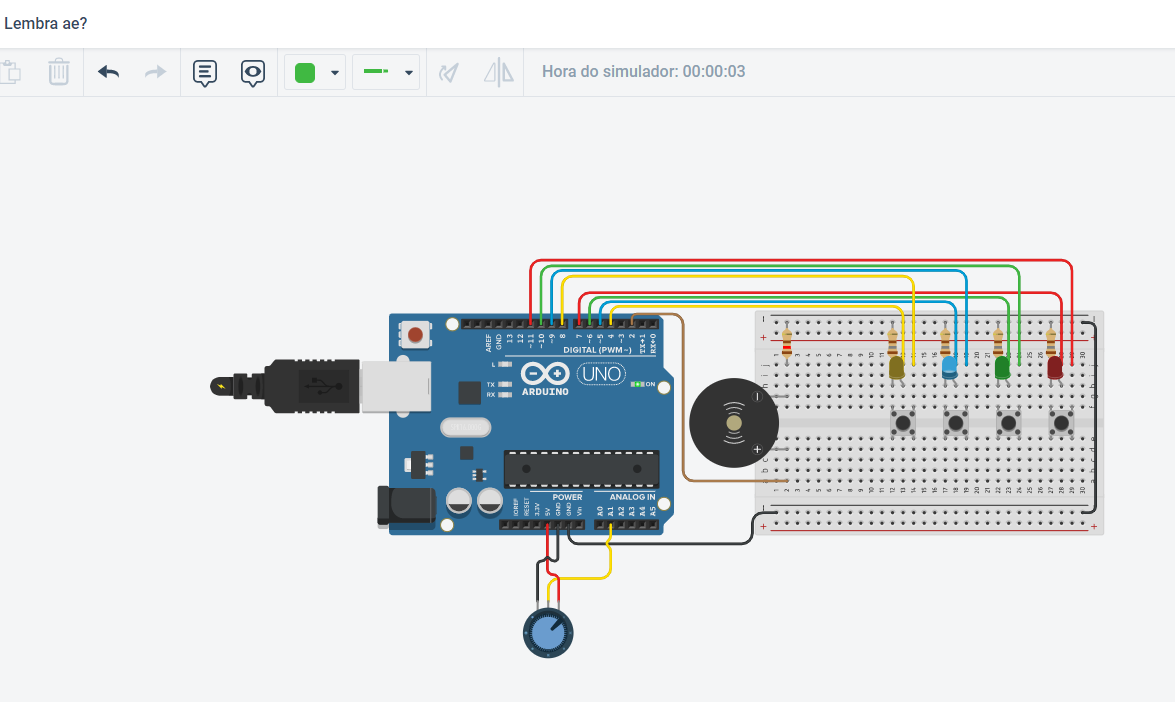 Lembra ae?
Hora do simulador: 00:00:03
AREF
GND
13
12
~11
~10
~9
8
7
~6
~5
4
~3
2
TX→1
RX←0
DIGITAL (PWM~)
L
TX
RX
UNO
ARDUINO
ON
POWER
ANALOG IN
IOREF
RESET
3.3V
5V
GND
GND
Vin
A0
A1
A2
A3
A4
A5